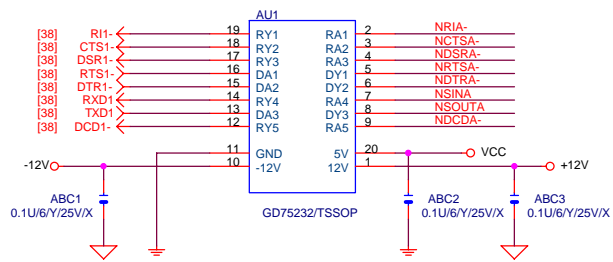 AU1
[38] RI1- 19 RY1 RA1 2 NRIA-
[38] CTS1- 18 RY2 RA2 3 NCTSA-
[38] DSR1- 17 RY3 RA3 4 NDSRA-
[38] RTS1- 16 DA1 DY1 5 NRTSA-
[38] DTR1- 15 DA2 DY2 6 NDTRA-
[38] RXD1 14 RY4 RA4 7 NSINA
[38] TXD1 13 DA3 DY3 8 NSOUTA
[38] DCD1- 12 RY5 RA5 9 NDCDA-
11 GND 5V 20 VCC
-12V 10 -12V 12V 1 +12V
ABC1
0.1U/6/Y/25V/X
ABC2
0.1U/6/Y/25V/X
ABC3
0.1U/6/Y/25V/X
GD75232/TSSOP